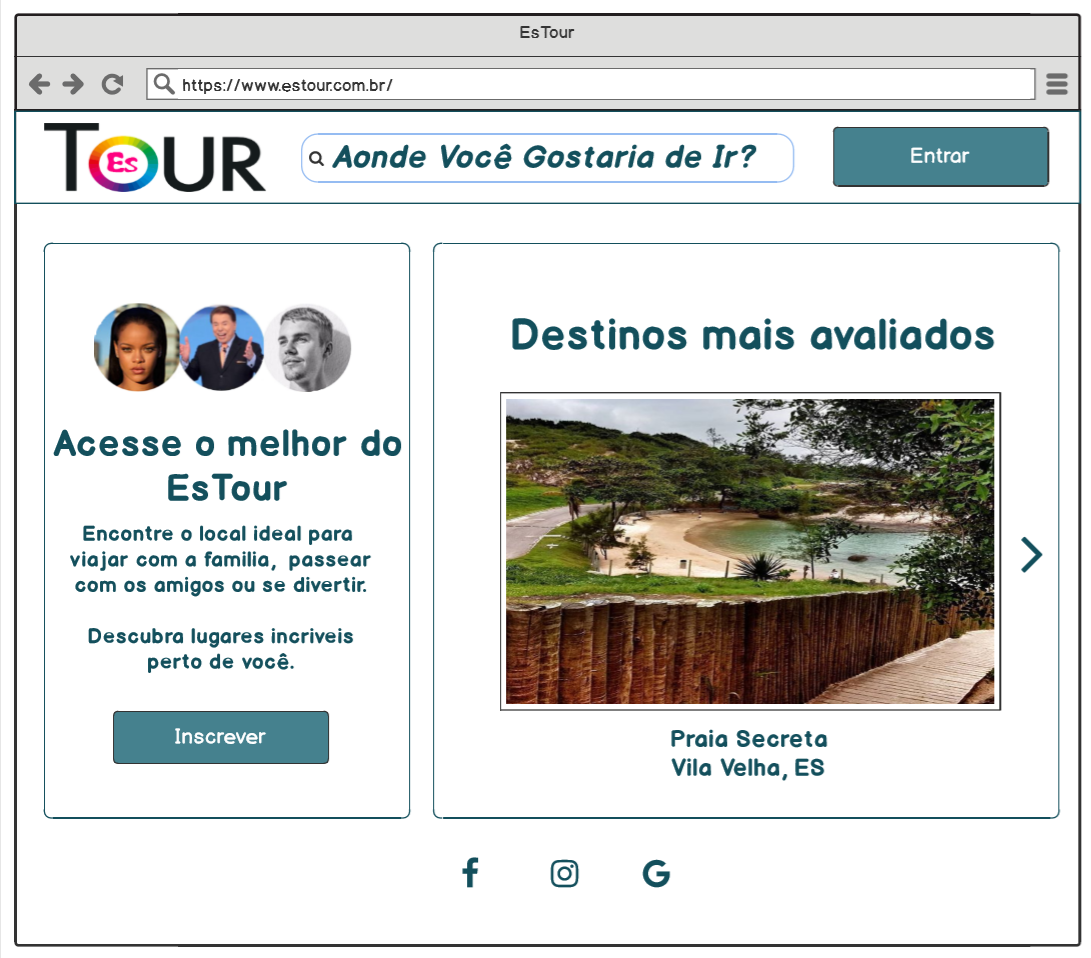 EsTour
https://www.estour.com.br/
TOUR
Es
Aonde Você Gostaria de Ir?
Entrar
Acesse o melhor do
EsTour
Encontre o local ideal para
viajar com a familia, passear
com os amigos ou se divertir.
Descubra lugares incriveis
perto de você.
Inscrever
Destinos mais avaliados
Praia Secreta
Vila Velha, ES